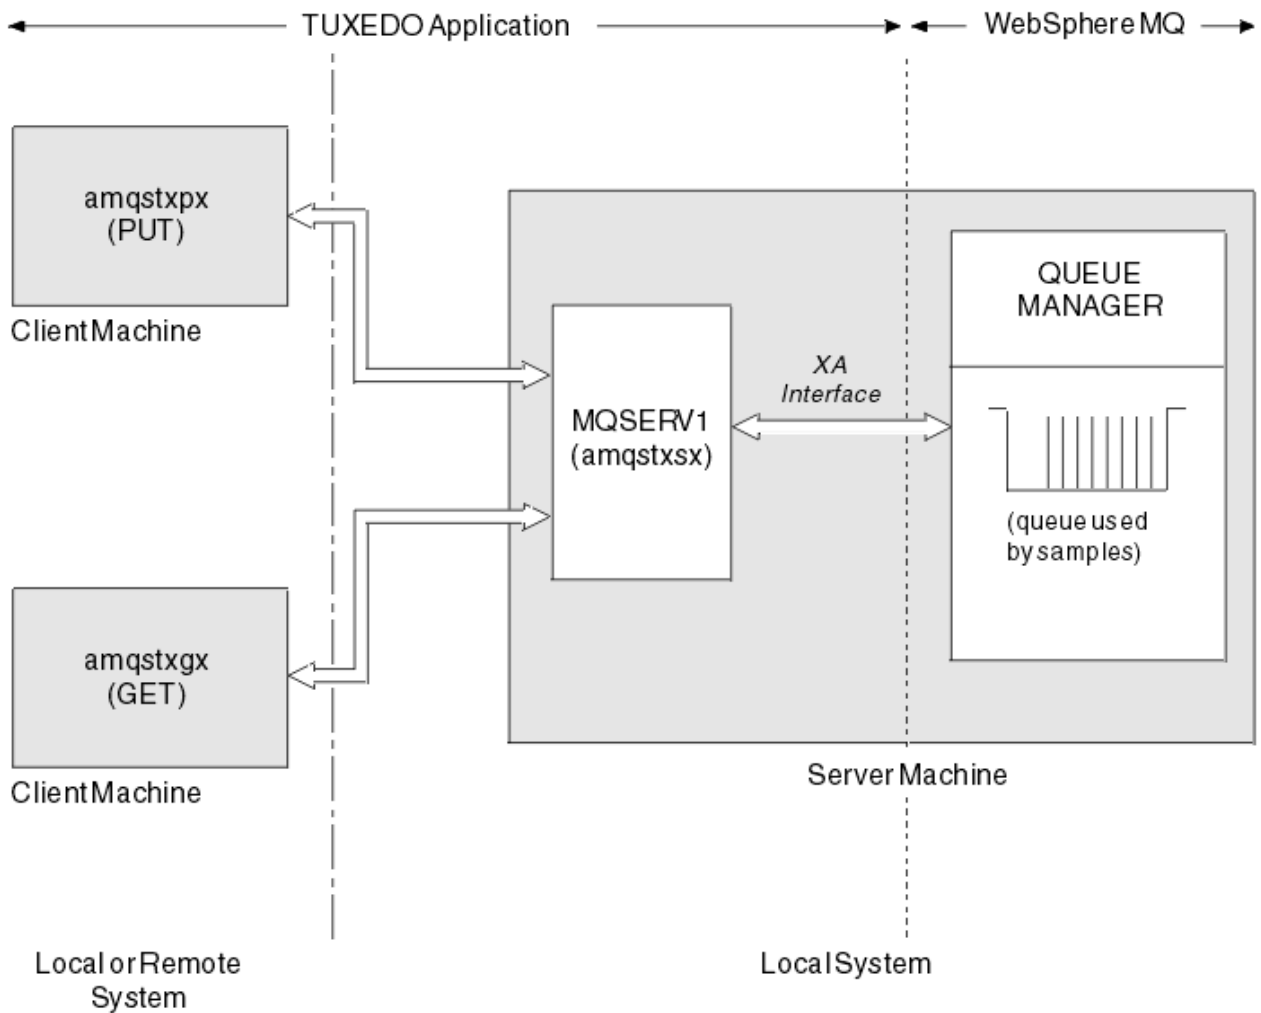 TUXEDO Application
WebSphere MQ
amqstxpx
(PUT)
Client Machine
QUEUE
MANAGER
XA
Interface
MQSERV1
(amqstxsx)
(queue used
by samples)
amqstxgx
(GET)
Client Machine
Server Machine
Local or Remote
System
Local System